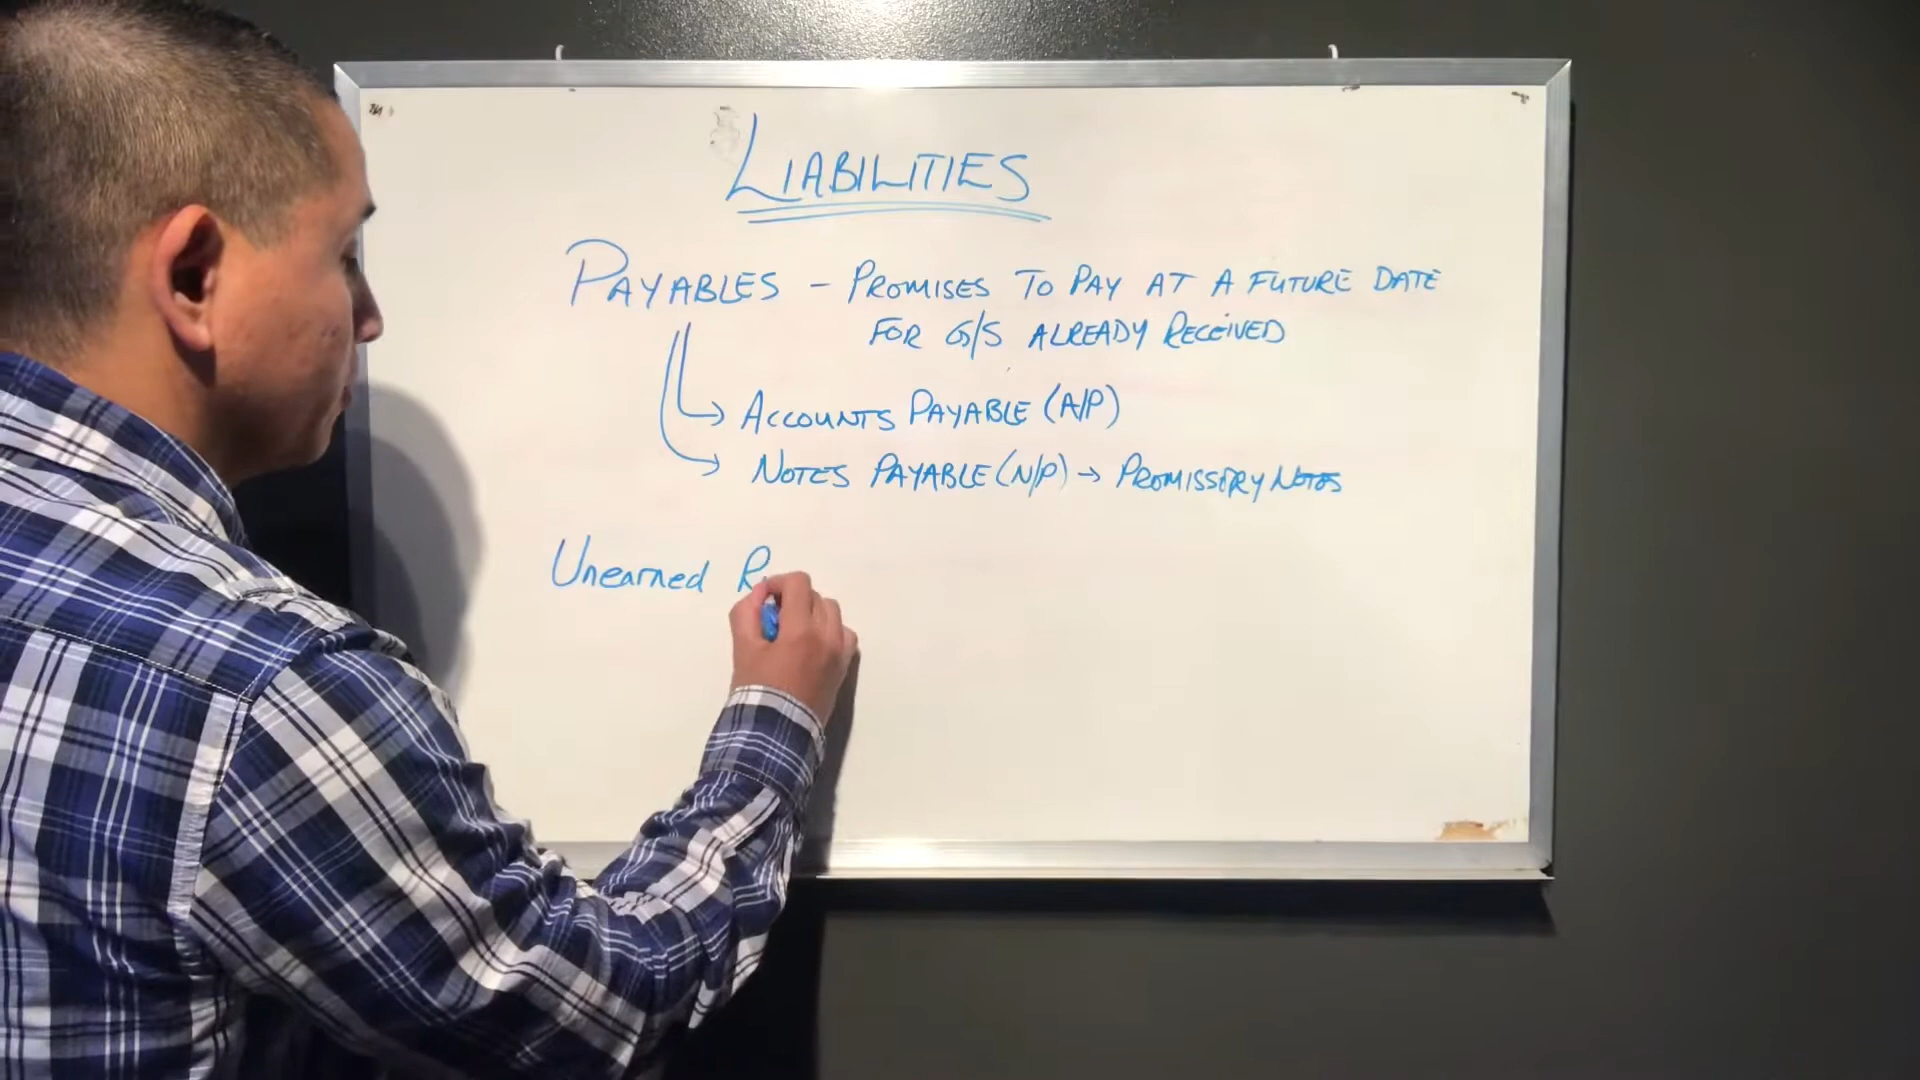 LIABILITIES
PAYABLES - PROMISES TO PAY AT A FUTURE DATE
FOR G/S ALREADY RECEIVED
ACCOUNTS PAYABLE (A/P)
NOTES PAYABLE (N/P) → PROMISSORY NOTES
Unearned R